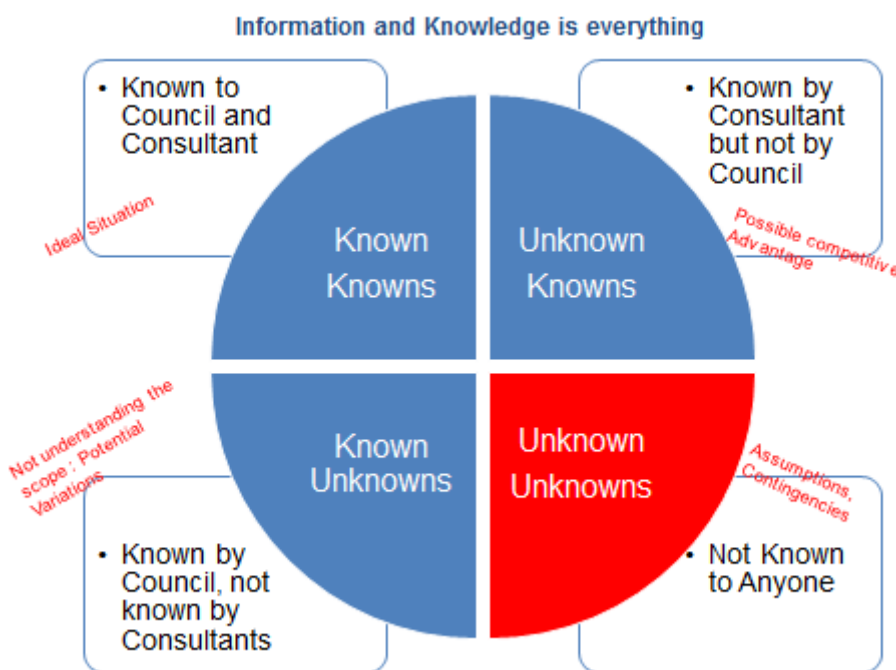 Information and Knowledge is everything
• Known to
Council and
Consultant
Ideal Situation
Known
Knowns
• Known by
Consultant
but not by
Council
Possible competitive
Advantage
Unknown
Knowns
Not understanding the
scope : Potential
Variations
Known
Unknowns
• Known by
Council, not
known by
Consultants
Unknown
Unknowns
Assumptions,
Contingencies
• Not Known
to Anyone